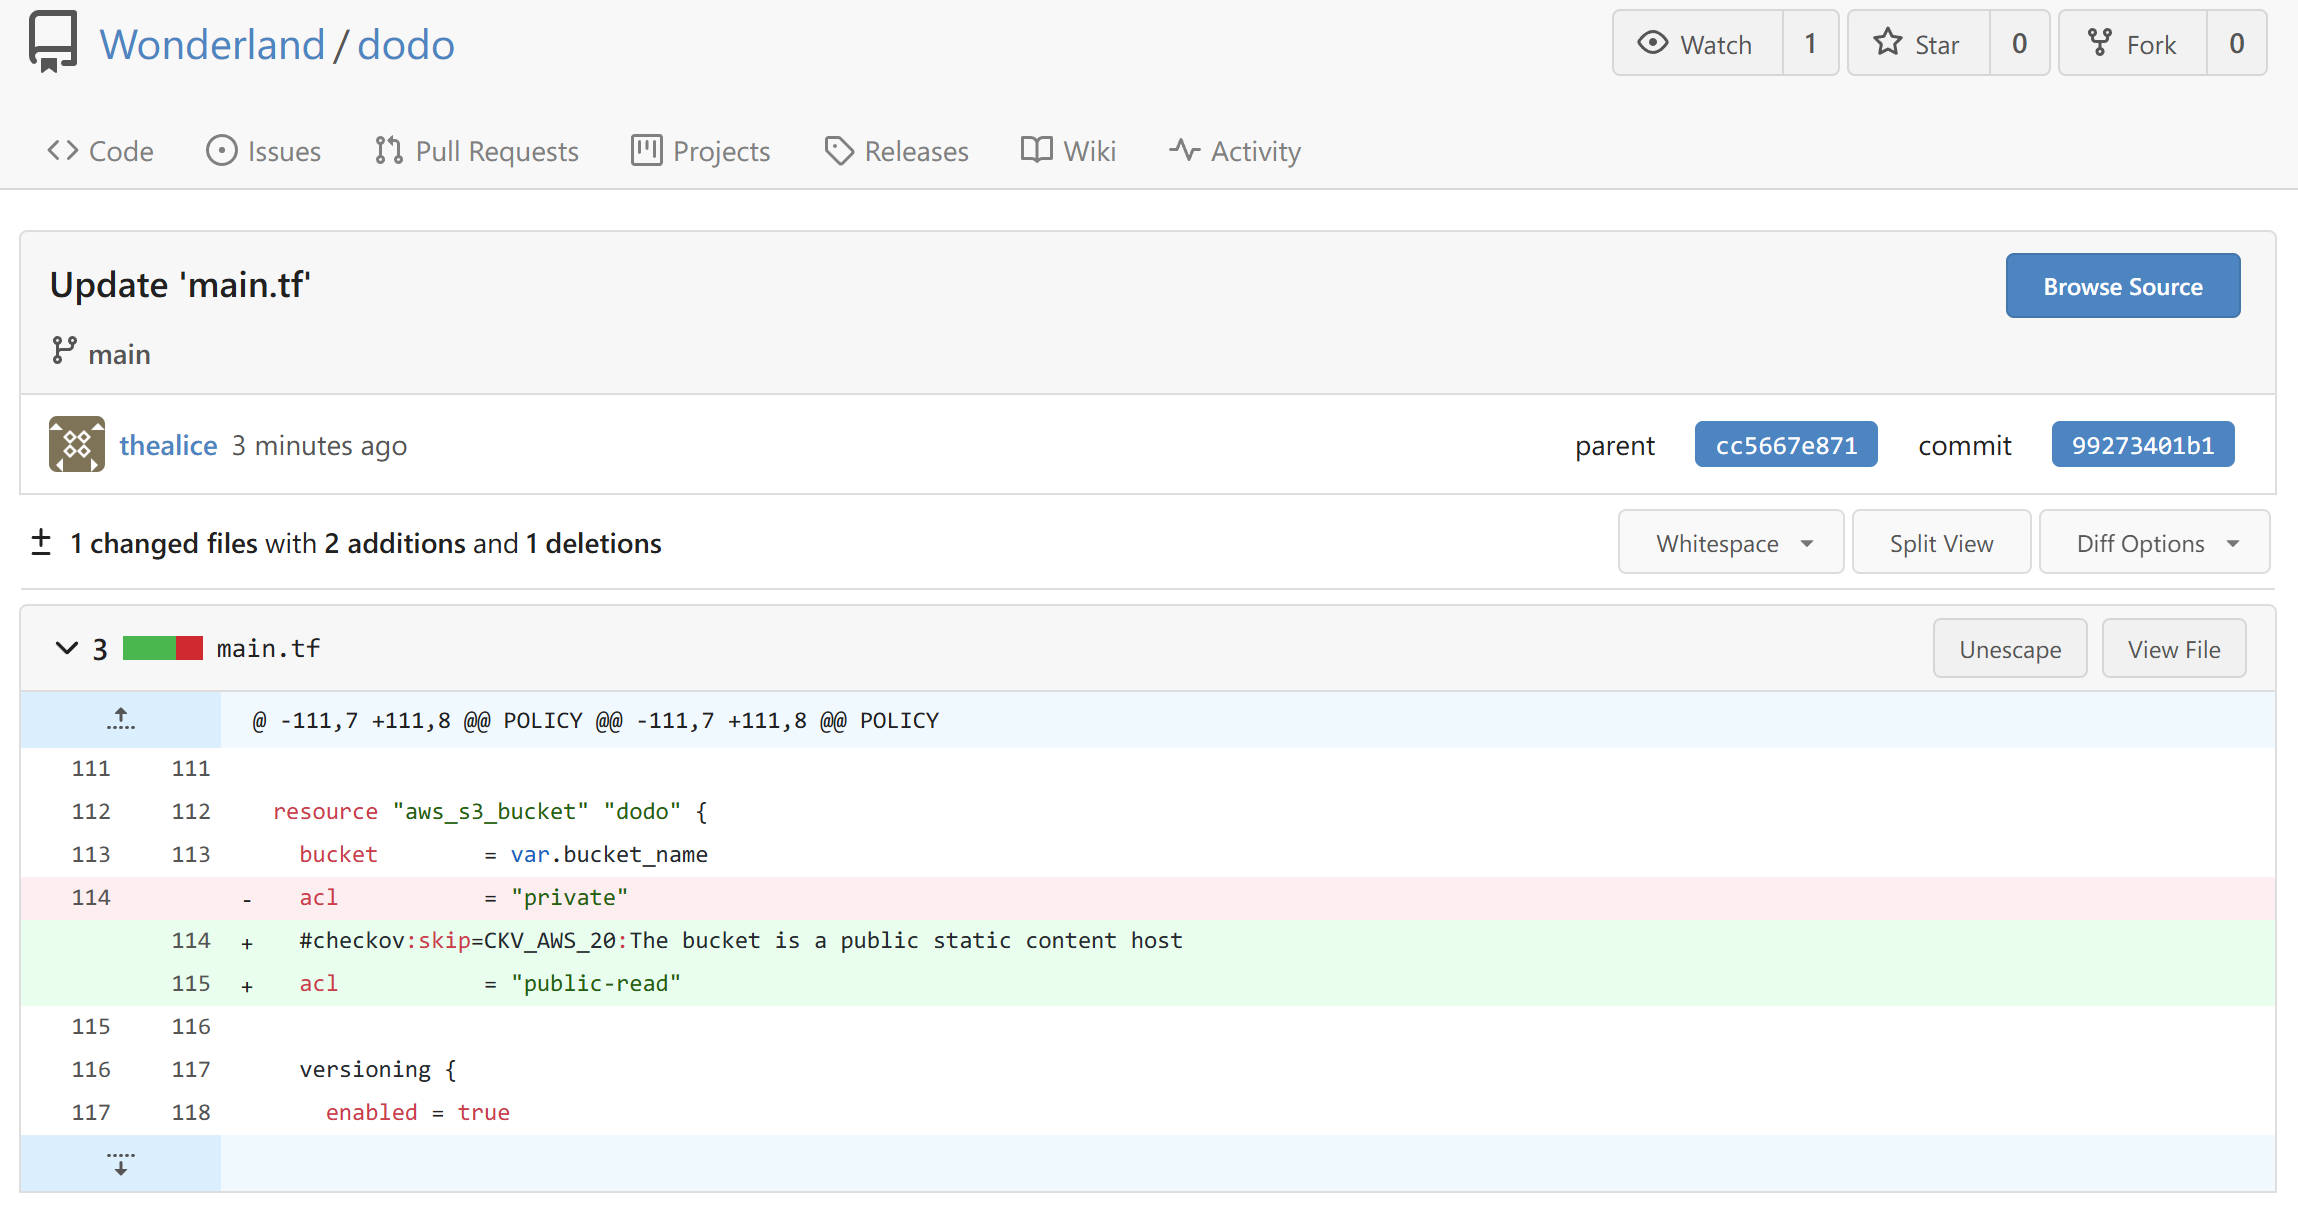 Wonderland / dodo
Watch 1 Star 0 Fork 0
Code Issues Pull Requests Projects Releases Wiki Activity
Update 'main.tf'
Browse Source
main
thealice 3 minutes ago parent cc5667e871 commit 99273401b1
± 1 changed files with 2 additions and 1 deletions Whitespace Split View Diff Options
3 main.tf Unescape View File
@ -111,7 +111,8 @@ POLICY @@ -111,7 +111,8 @@ POLICY
111 111
112 112 resource "aws_s3_bucket" "dodo" {
113 113 bucket = var.bucket_name
114 - acl = "private"
114 + #checkov:skip=CKV_AWS_20:The bucket is a public static content host
115 + acl = "public-read"
115 116
116 117 versioning {
117 118 enabled = true